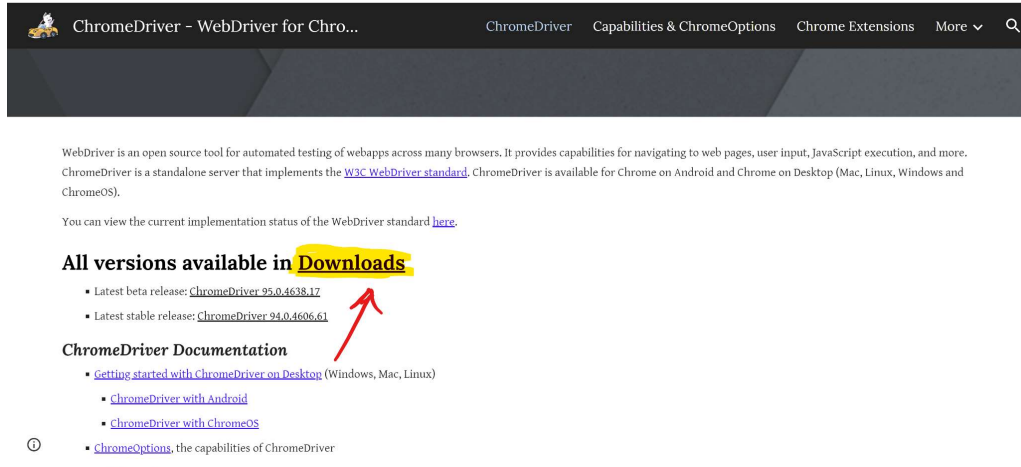 ChromeDriver - WebDriver for Chro...
ChromeDriver Capabilities & ChromeOptions Chrome Extensions More
WebDriver is an open source tool for automated testing of webapps across many browsers. It provides capabilities for navigating to web pages, user input, JavaScript execution, and more.
ChromeDriver is a standalone server that implements the W3C WebDriver standard. ChromeDriver is available for Chrome on Android and Chrome on Desktop (Mac, Linux, Windows and
ChromeOS).
You can view the current implementation status of the WebDriver standard here.
All versions available in Downloads
▪ Latest beta release: ChromeDriver 95.0.4638.17
▪ Latest stable release: ChromeDriver 94.0.4606.61
ChromeDriver Documentation
▪ Getting started with ChromeDriver on Desktop (Windows, Mac, Linux)
▪ ChromeDriver with Android
▪ ChromeDriver with ChromeOS
▪ ChromeOptions, the capabilities of ChromeDriver